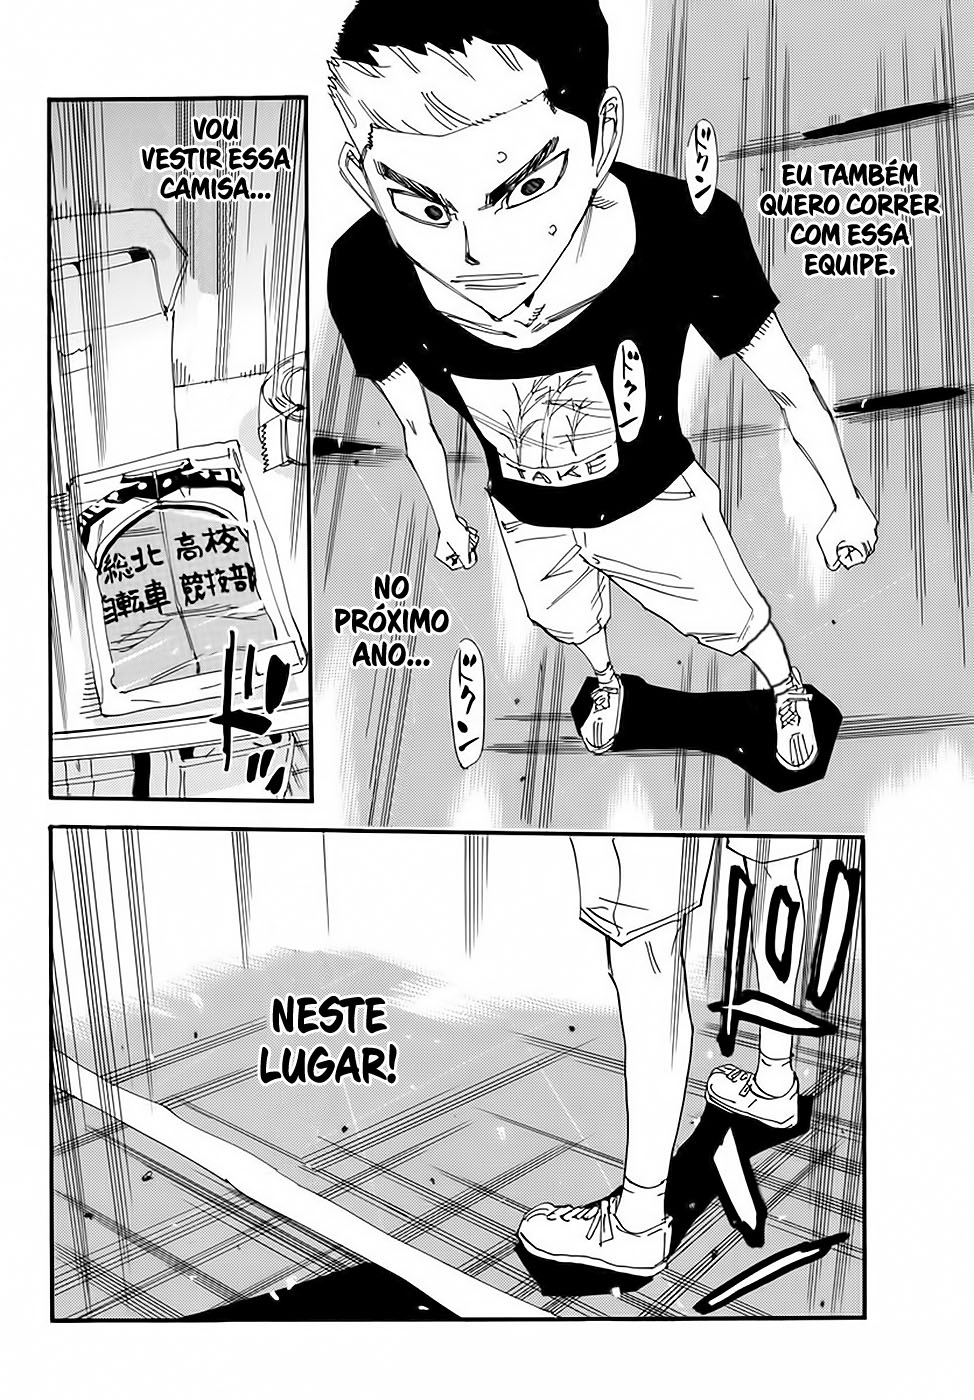 EU TAMBÉM
QUERO CORRER
COM ESSA
EQUIPE.
ドクン
ドクン
TAKE
NO
PRÓXIMO
ANO...
ドクン
VOU
VESTIR ESSA
CAMISA...
総北高校
自転車競技部
ド
NESTE
LUGAR!